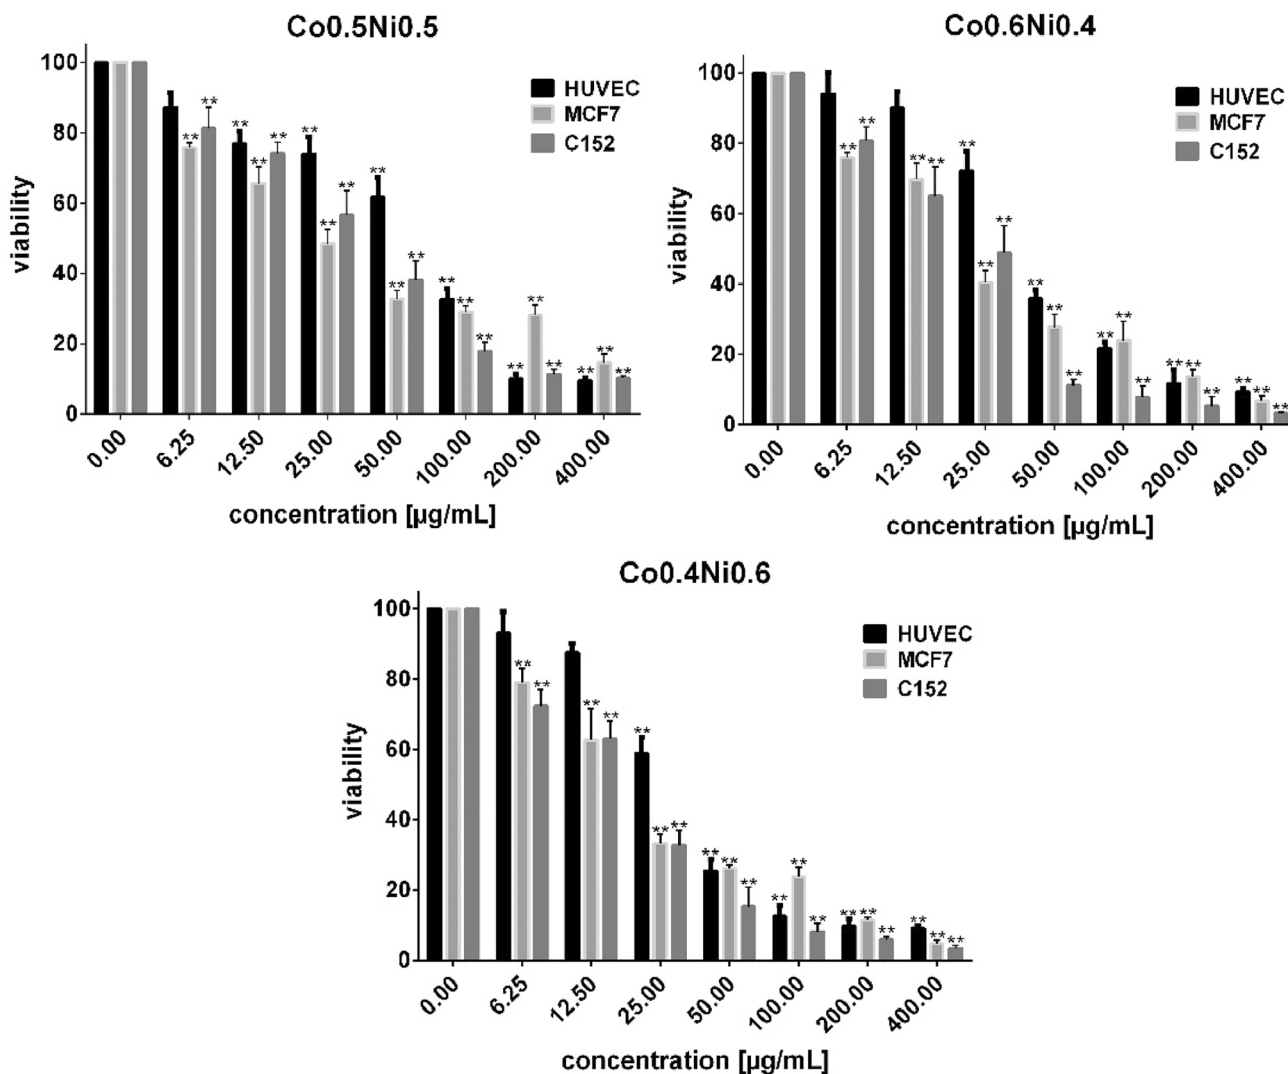 Co0.5Ni0.5
HUVEC
MCF7
C152
viability
100
80
60
40
20
0
** ** ** ** ** ** ** ** ** ** ** ** ** ** ** ** ** ** ** **
0.00 6.25 12.50 25.00 50.00 100.00 200.00 400.00
concentration [µg/mL]
Co0.6Ni0.4
HUVEC
MCF7
C152
viability
100
80
60
40
20
0
** ** ** ** ** ** ** ** ** ** ** ** ** ** ** ** ** ** **
0.00 6.25 12.50 25.00 50.00 100.00 200.00 400.00
concentration [µg/mL]
Co0.4Ni0.6
HUVEC
MCF7
C152
viability
100
80
60
40
20
0
** ** ** ** ** ** ** ** ** ** ** ** ** ** ** ** ** ** **
0.00 6.25 12.50 25.00 50.00 100.00 200.00 400.00
concentration [µg/mL]